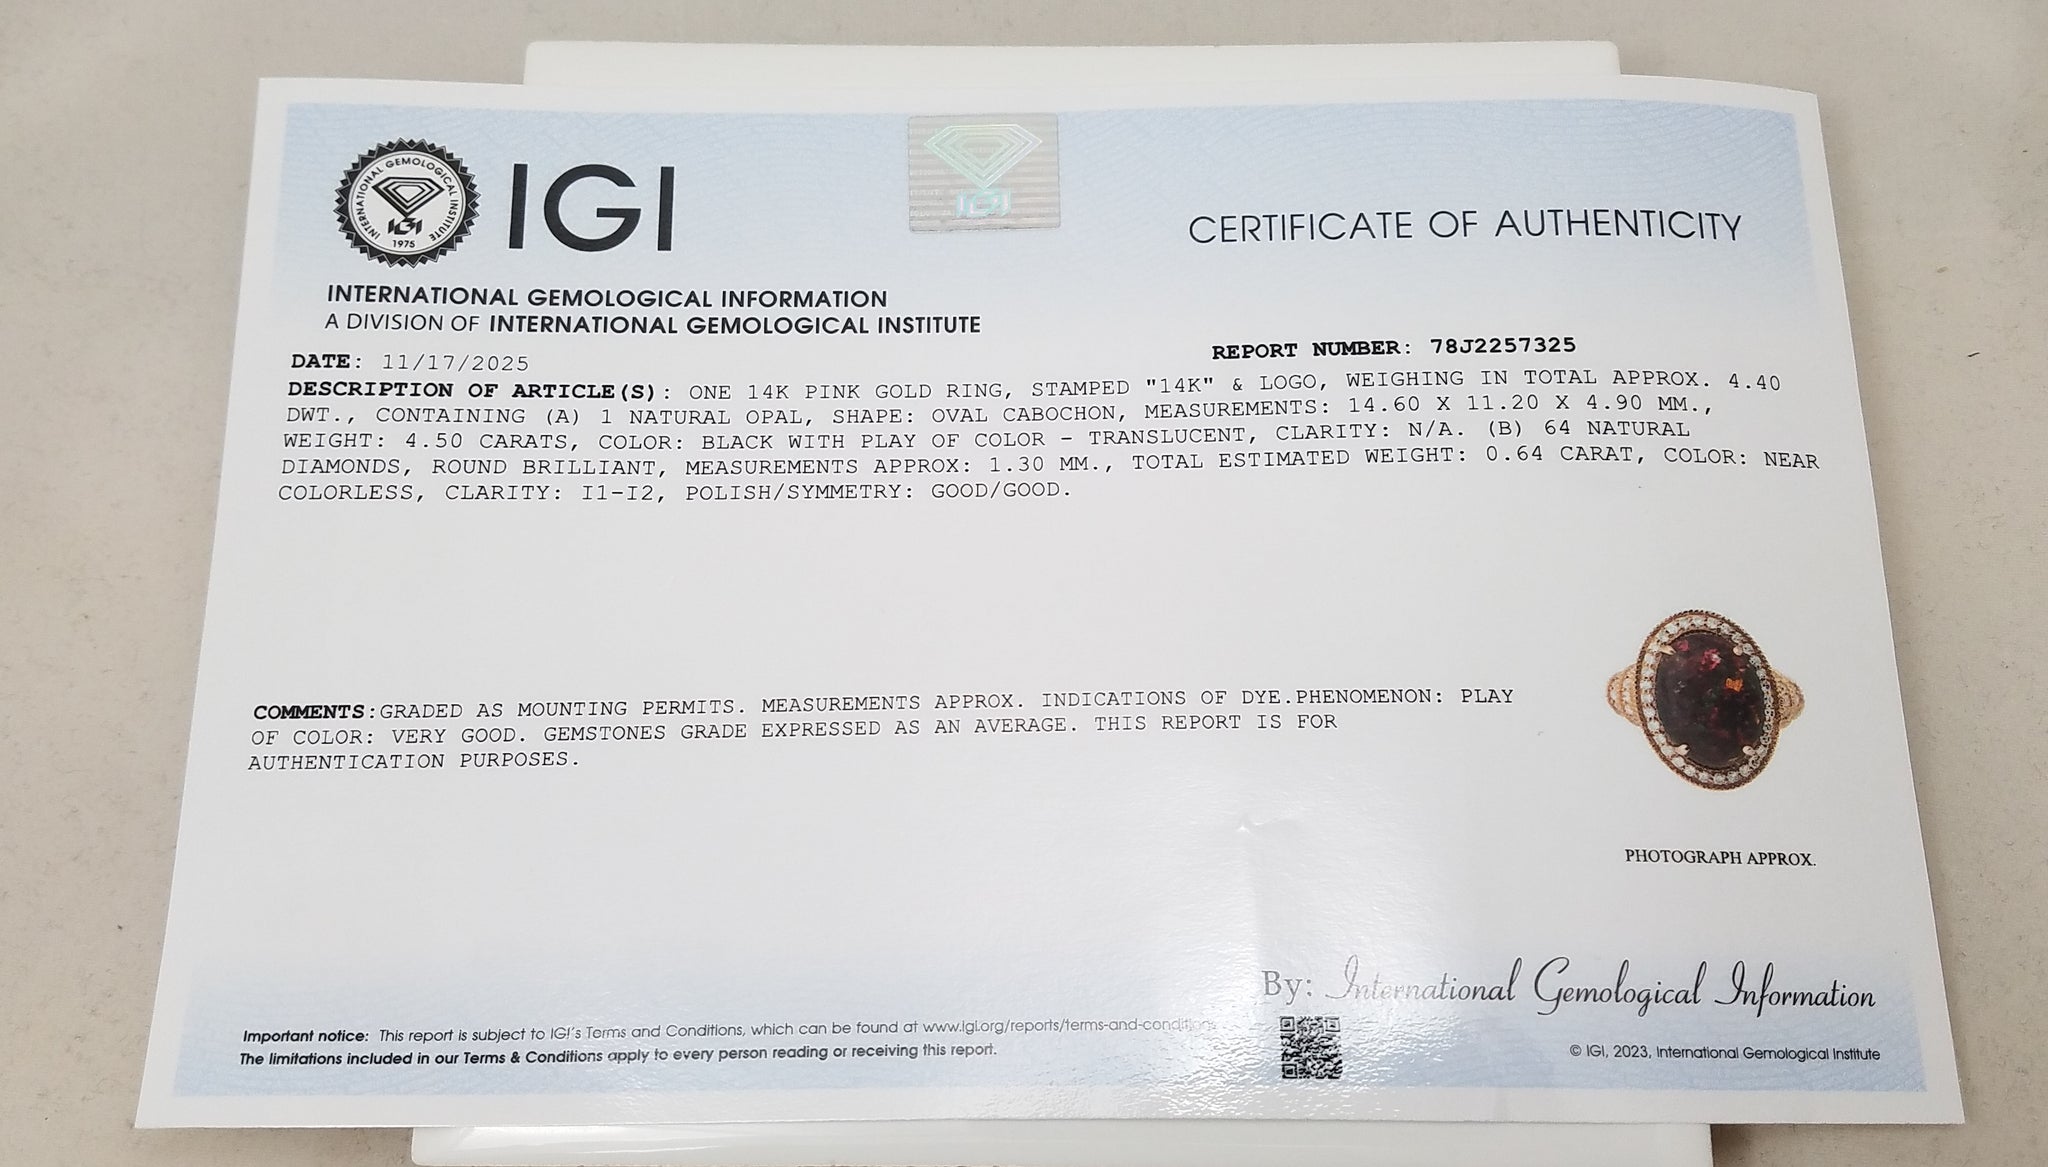 INTERNATIONAL GEMOLOGICAL INSTITUTE
IGI
1975
IGI
IGI
CERTIFICATE OF AUTHENTICITY
INTERNATIONAL GEMOLOGICAL INFORMATION
A DIVISION OF INTERNATIONAL GEMOLOGICAL INSTITUTE
DATE: 11/17/2025
REPORT NUMBER: 78J2257325
DESCRIPTION OF ARTICLE(S): ONE 14K PINK GOLD RING, STAMPED "14K" & LOGO, WEIGHING IN TOTAL APPROX. 4.40
DWT., CONTAINING (A) 1 NATURAL OPAL, SHAPE: OVAL CABOCHON, MEASUREMENTS: 14.60 X 11.20 X 4.90 MM.,
WEIGHT: 4.50 CARATS, COLOR: BLACK WITH PLAY OF COLOR - TRANSLUCENT, CLARITY: N/A. (B) 64 NATURAL
DIAMONDS, ROUND BRILLIANT, MEASUREMENTS APPROX: 1.30 MM., TOTAL ESTIMATED WEIGHT: 0.64 CARAT, COLOR: NEAR
COLORLESS, CLARITY: I1-I2, POLISH/SYMMETRY: GOOD/GOOD.
COMMENTS:GRADED AS MOUNTING PERMITS. MEASUREMENTS APPROX. INDICATIONS OF DYE.PHENOMENON: PLAY
OF COLOR: VERY GOOD. GEMSTONES GRADE EXPRESSED AS AN AVERAGE. THIS REPORT IS FOR
AUTHENTICATION PURPOSES.
PHOTOGRAPH APPROX.
By: International Gemological Information
Important notice: This report is subject to IGI's Terms and Conditions, which can be found at www.igi.org/reports/terms-and-conditions
The limitations included in our Terms & Conditions apply to every person reading or receiving this report.
© IGI, 2023, International Gemological Institute